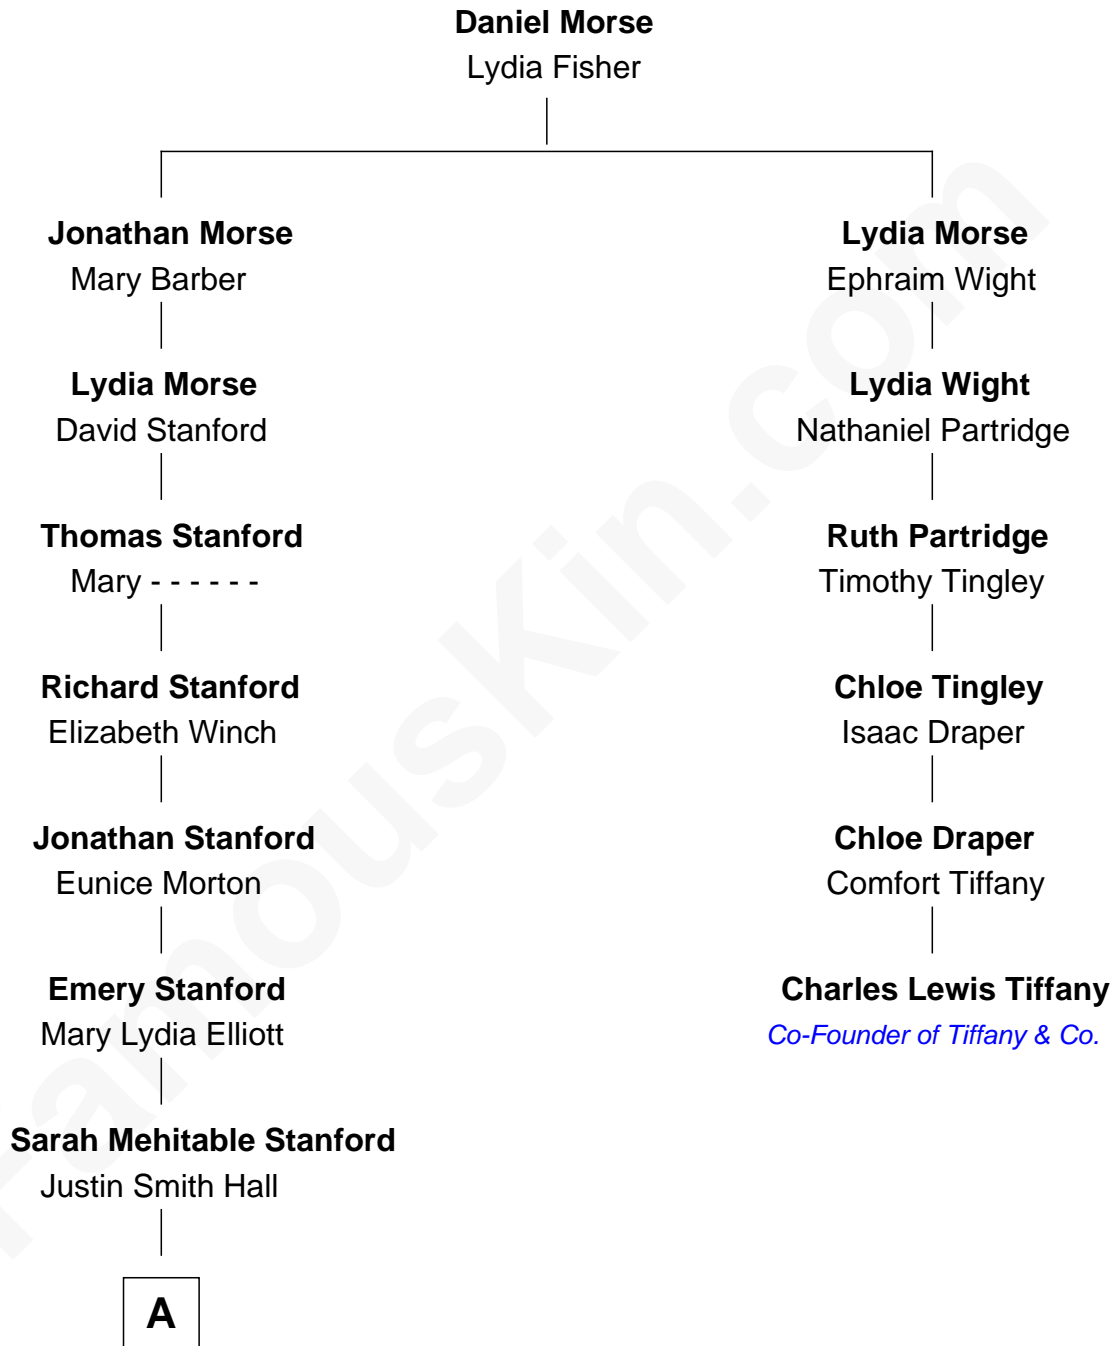 Daniel Morse
Lydia Fisher
Jonathan Morse
Mary Barber
Lydia Morse
David Stanford
Thomas Stanford
Mary - - - - - -
Richard Stanford
Elizabeth Winch
Jonathan Stanford
Eunice Morton
Emery Stanford
Mary Lydia Elliott
Sarah Mehitable Stanford
Justin Smith Hall
A
Lydia Morse
Ephraim Wight
Lydia Wight
Nathaniel Partridge
Ruth Partridge
Timothy Tingley
Chloe Tingley
Isaac Draper
Chloe Draper
Comfort Tiffany
Charles Lewis Tiffany
Co-Founder of Tiffany & Co.
FamousKin.com